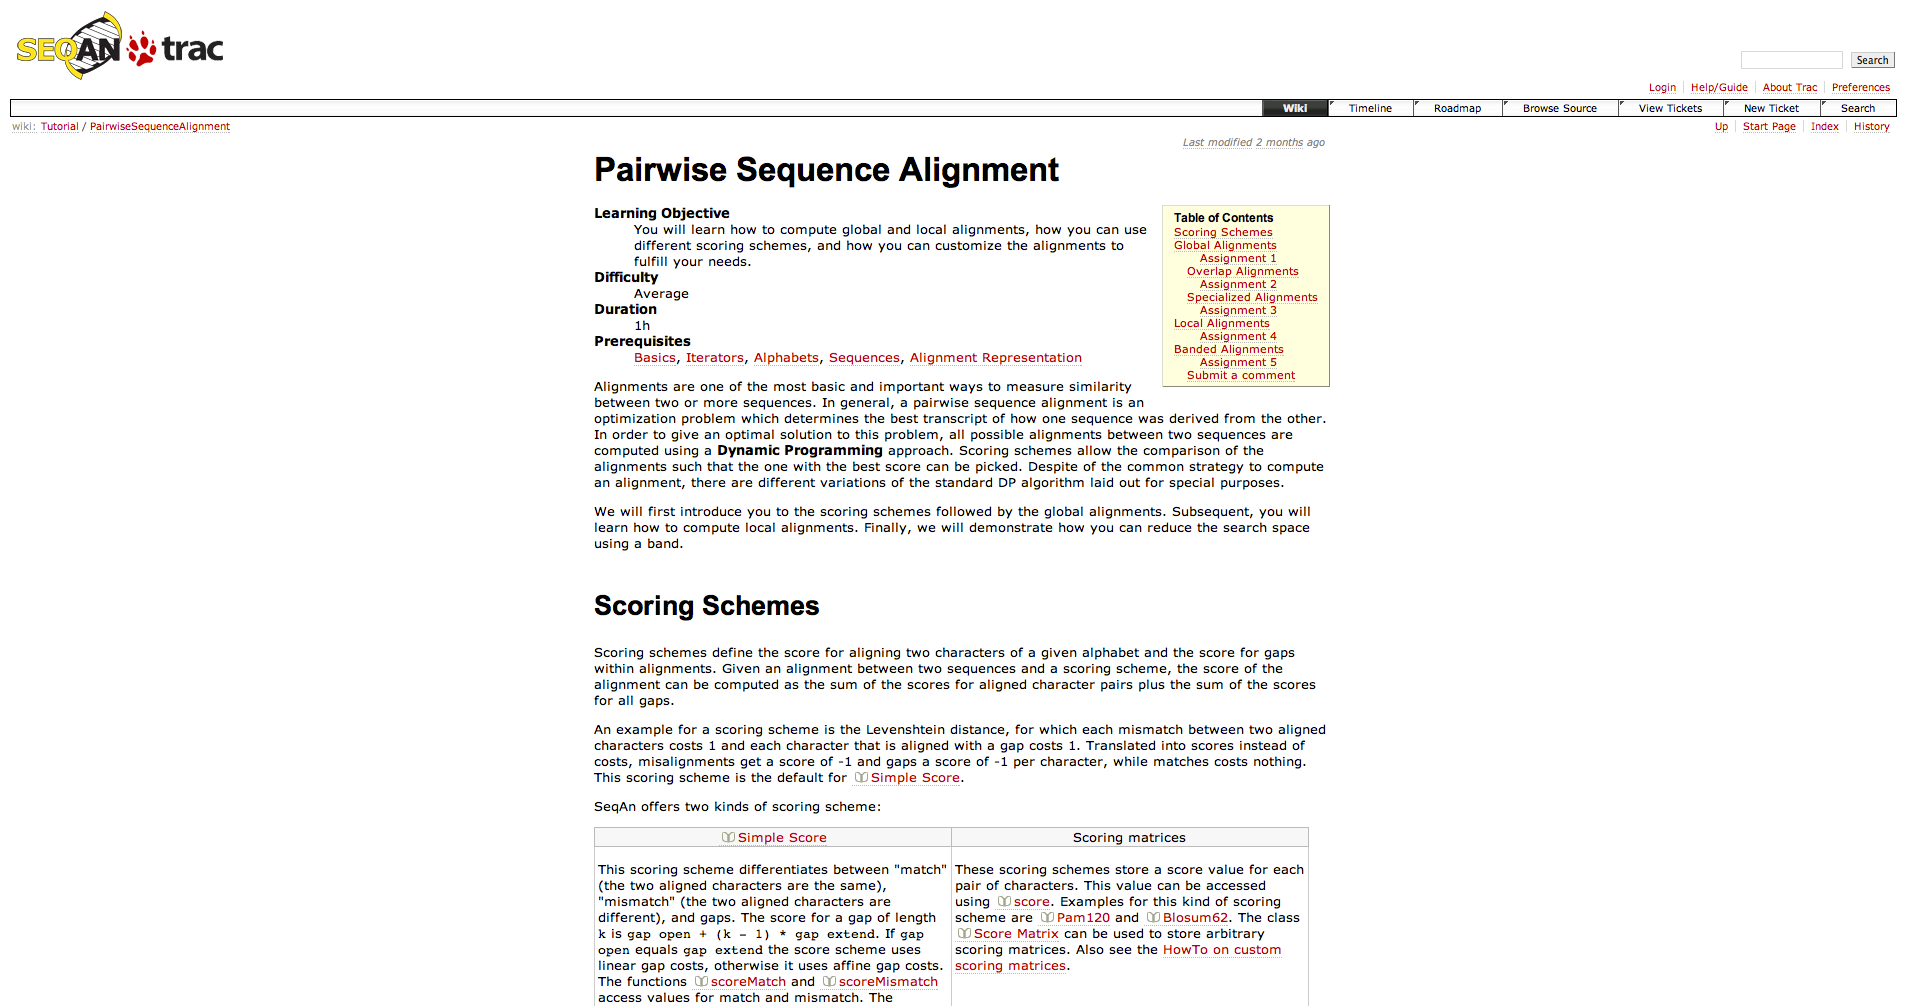 SEQAN trac
Search
Login Help/Guide About Trac Preferences
Wiki Timeline Roadmap Browse Source View Tickets New Ticket Search
wiki: Tutorial / PairwiseSequenceAlignment
Up Start Page Index History
Last modified 2 months ago
Pairwise Sequence Alignment
Learning Objective
You will learn how to compute global and local alignments, how you can use
different scoring schemes, and how you can customize the alignments to
fulfill your needs.
Difficulty
Average
Duration
1h
Prerequisites
Basics, Iterators, Alphabets, Sequences, Alignment Representation
Table of Contents
Scoring Schemes
Global Alignments
Assignment 1
Overlap Alignments
Assignment 2
Specialized Alignments
Assignment 3
Local Alignments
Assignment 4
Banded Alignments
Assignment 5
Submit a comment
Alignments are one of the most basic and important ways to measure similarity
between two or more sequences. In general, a pairwise sequence alignment is an
optimization problem which determines the best transcript of how one sequence was derived from the other.
In order to give an optimal solution to this problem, all possible alignments between two sequences are
computed using a Dynamic Programming approach. Scoring schemes allow the comparison of the
alignments such that the one with the best score can be picked. Despite of the common strategy to compute
an alignment, there are different variations of the standard DP algorithm laid out for special purposes.
We will first introduce you to the scoring schemes followed by the global alignments. Subsequent, you will
learn how to compute local alignments. Finally, we will demonstrate how you can reduce the search space
using a band.
Scoring Schemes
Scoring schemes define the score for aligning two characters of a given alphabet and the score for gaps
within alignments. Given an alignment between two sequences and a scoring scheme, the score of the
alignment can be computed as the sum of the scores for aligned character pairs plus the sum of the scores
for all gaps.
An example for a scoring scheme is the Levenshtein distance, for which each mismatch between two aligned
characters costs 1 and each character that is aligned with a gap costs 1. Translated into scores instead of
costs, misalignments get a score of -1 and gaps a score of -1 per character, while matches costs nothing.
This scoring scheme is the default for Simple Score.
SeqAn offers two kinds of scoring scheme:
Simple Score
This scoring scheme differentiates between "match"
(the two aligned characters are the same),
"mismatch" (the two aligned characters are
different), and gaps. The score for a gap of length
k is gap open + (k - 1) * gap extend. If gap
open equals gap extend the score scheme uses
linear gap costs, otherwise it uses affine gap costs.
The functions scoreMatch and scoreMismatch
access values for match and mismatch. The
Scoring matrices
These scoring schemes store a score value for each
pair of characters. This value can be accessed
using score. Examples for this kind of scoring
scheme are Pam120 and Blosum62. The class
Score Matrix can be used to store arbitrary
scoring matrices. Also see the HowTo on custom
scoring matrices.